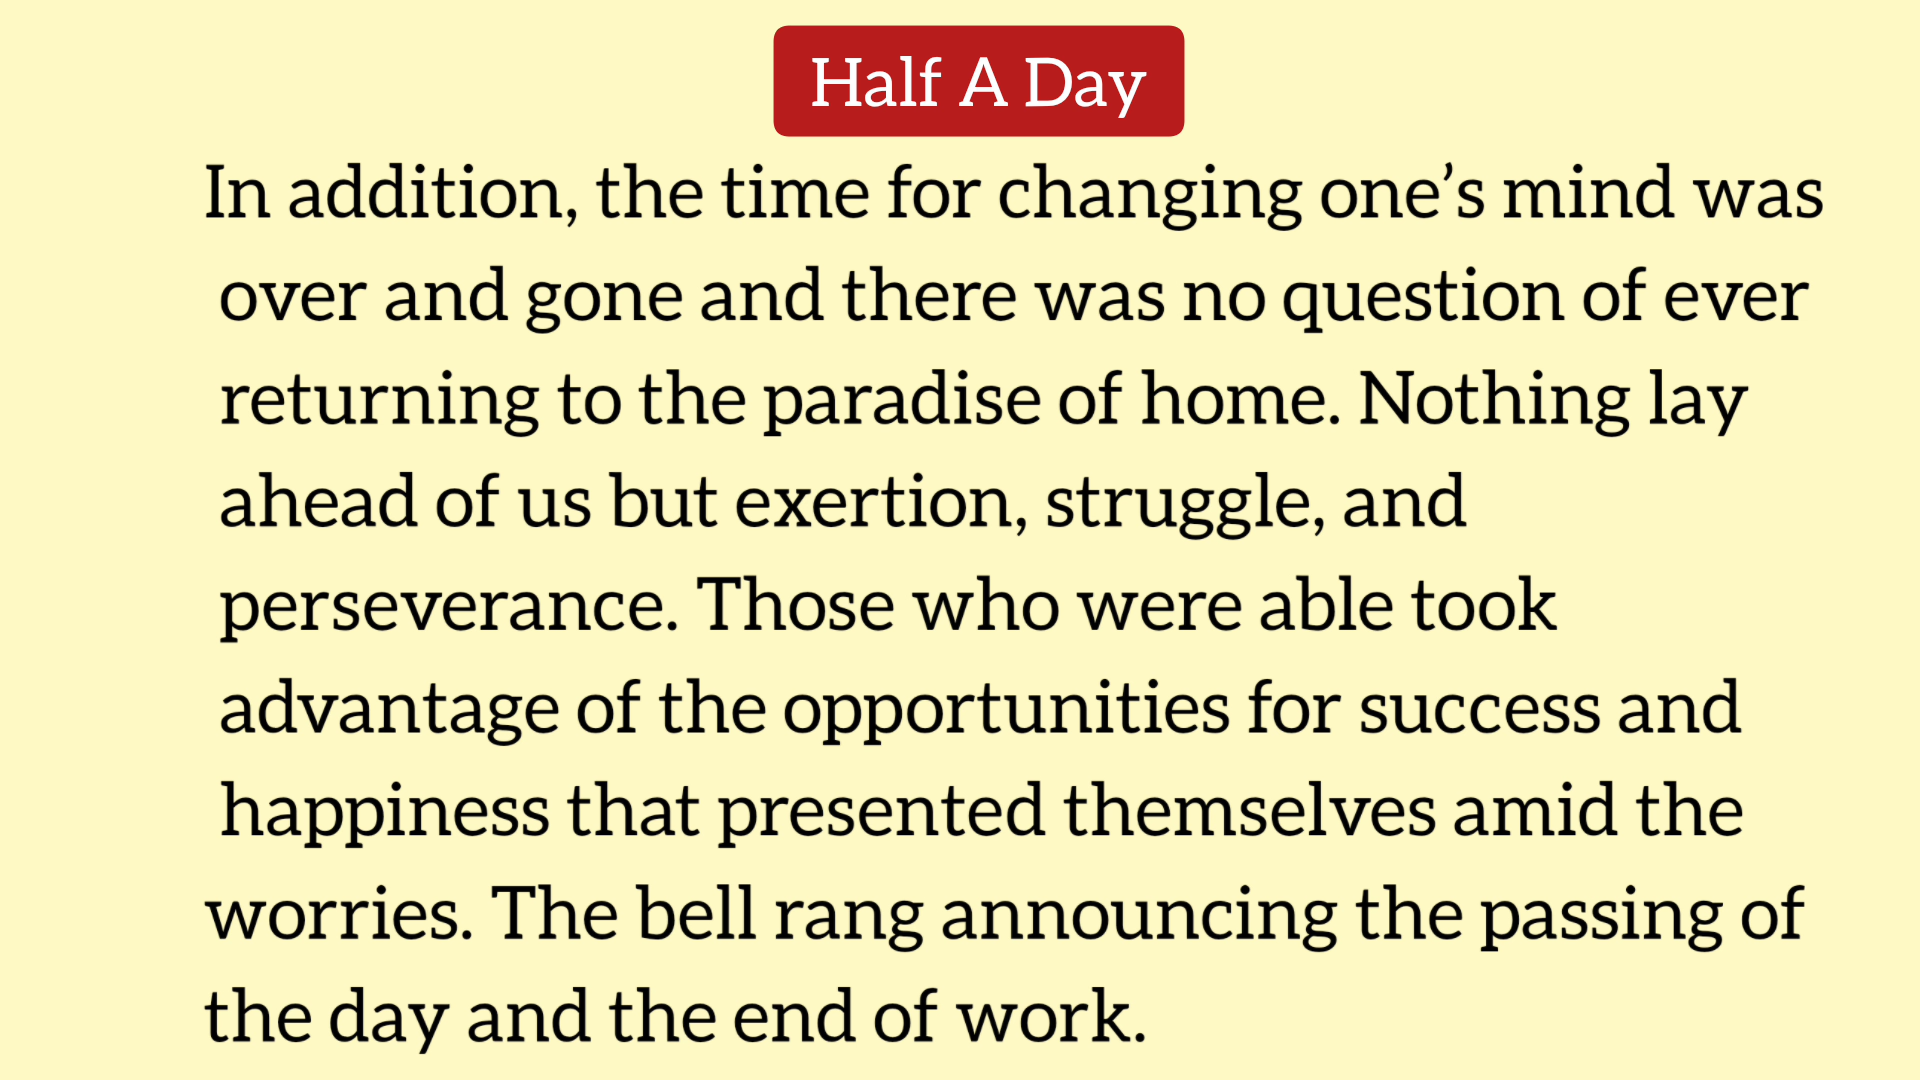 Half A Day
In addition, the time for changing one’s mind was
over and gone and there was no question of ever
returning to the paradise of home. Nothing lay
ahead of us but exertion, struggle, and
perseverance. Those who were able took
advantage of the opportunities for success and
happiness that presented themselves amid the
worries. The bell rang announcing the passing of
the day and the end of work.